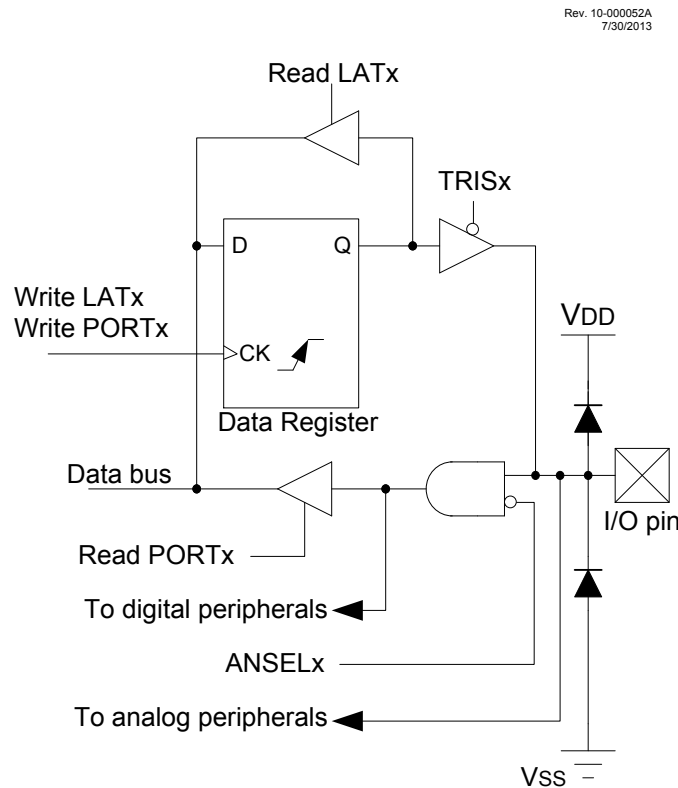 Rev. 10-000052A
7/30/2013
Read LATx
TRISx
D
Q
Write LATx
Write PORTx
VDD
CK
Data Register
Data bus
I/O pin
Read PORTx
To digital peripherals
ANSELx
To analog peripherals
VSS